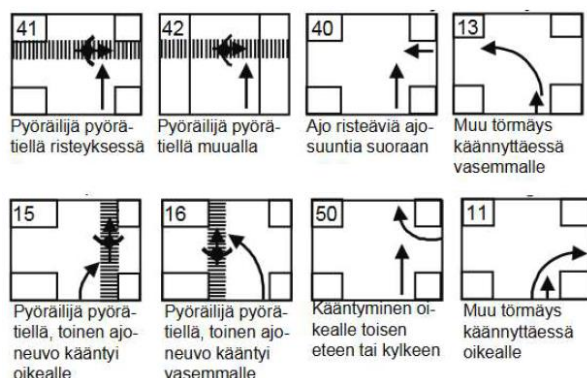 41
Pyöräilijä pyörä-
tiellä risteyksessä
42
Pyöräilijä pyörä-
tiellä muualla
40
Ajo risteäviä ajo-
suuntia suoraan
13
Muu törmäys
käännyttäessä
vasemmalle
15
Pyöräilijä pyörä-
tiellä, toinen ajo-
neuvo kääntyi
oikealle
16
Pyöräilijä pyörä-
tiellä, toinen ajo-
neuvo kääntyi
vasemmalle
50
Kääntyminen oi-
kealle toisen
eteen tai kylkeen
11
Muu törmäys
käännyttäessä
oikealle